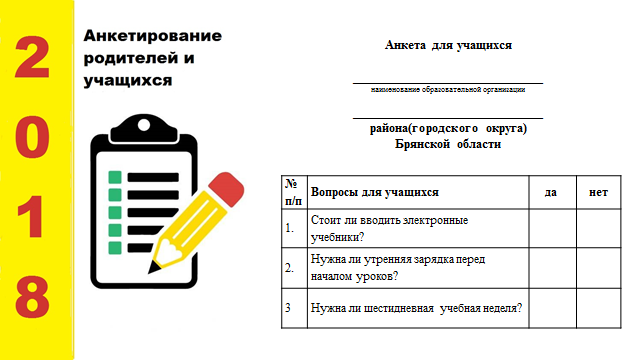 2
0
1
8
Анкетирование
родителей и
учащихся
Анкета для учащихся
наименование образовательной организации
района(городского округа)
Брянской области
№ п/п Вопросы для учащихся да нет
1. Стоит ли вводить электронные
учебники?
2. Нужна ли утренняя зарядка перед
началом уроков?
3 Нужна ли шестидневная учебная неделя?